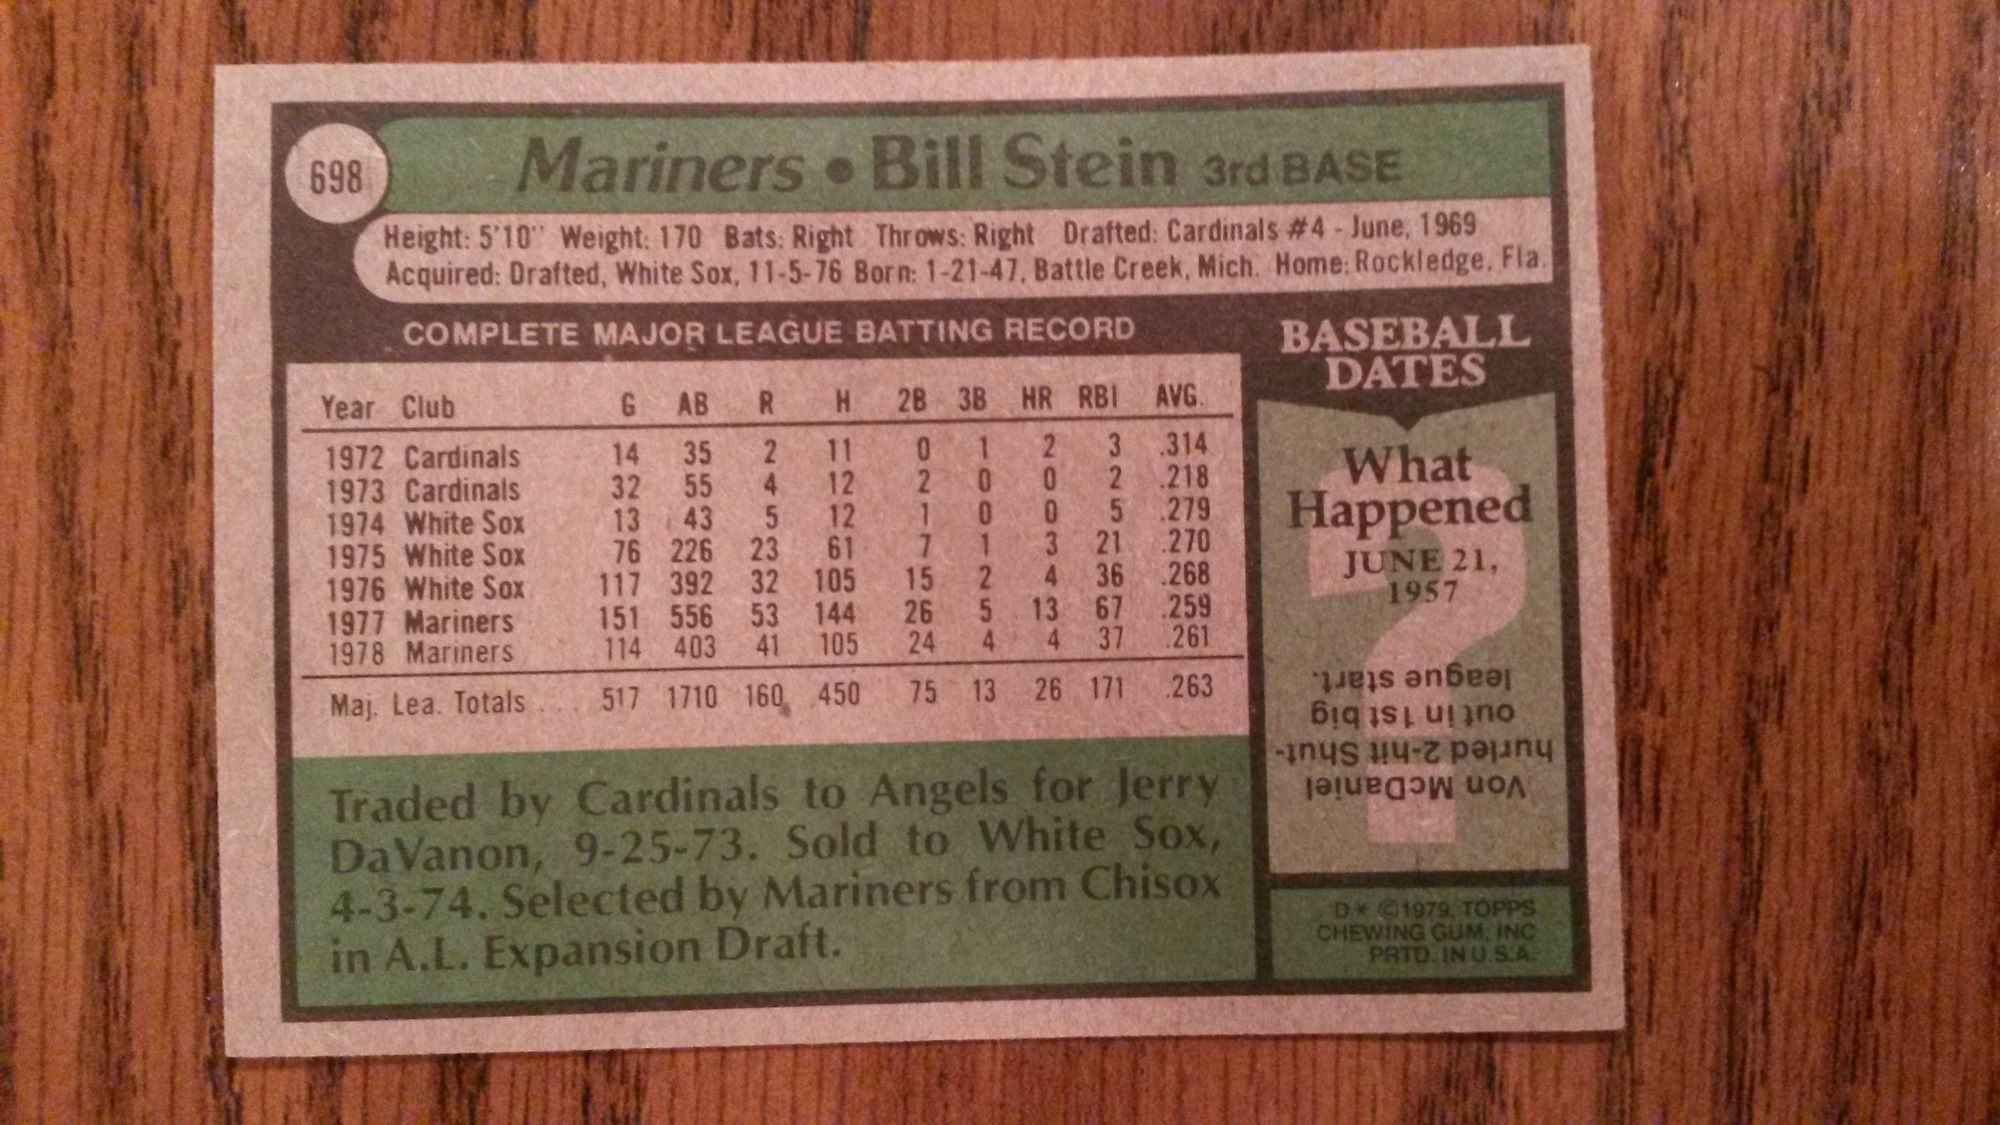 698
Mariners • Bill Stein 3rd BASE
Height: 5'10" Weight: 170 Bats: Right Throws: Right Drafted: Cardinals #4 - June, 1969
Acquired: Drafted, White Sox, 11-5-76 Born: 1-21-47, Battle Creek, Mich. Home: Rockledge, Fla.
COMPLETE MAJOR LEAGUE BATTING RECORD
Year Club G AB R H 2B 3B HR RBI AVG.
1972 Cardinals 14 35 2 11 0 1 2 3 .314
1973 Cardinals 32 55 4 12 2 0 0 2 .218
1974 White Sox 13 43 5 12 1 0 0 5 .279
1975 White Sox 76 226 23 61 7 1 3 21 .270
1976 White Sox 117 392 32 105 15 2 4 36 .268
1977 Mariners 151 556 53 144 26 5 13 67 .259
1978 Mariners 114 403 41 105 24 4 4 37 .261
Maj. Lea. Totals . . . 517 1710 160 450 75 13 26 171 .263
Traded by Cardinals to Angels for Jerry
DaVanon, 9-25-73. Sold to White Sox,
4-3-74. Selected by Mariners from Chisox
in A.L. Expansion Draft.
BASEBALL
DATES
What
Happened
JUNE 21,
1957
?
Von McDaniel
hurled 2-hit Shut-
out in 1st big
league start.
D* ©1979, TOPPS
CHEWING GUM, INC
PRTD. IN U.S.A.